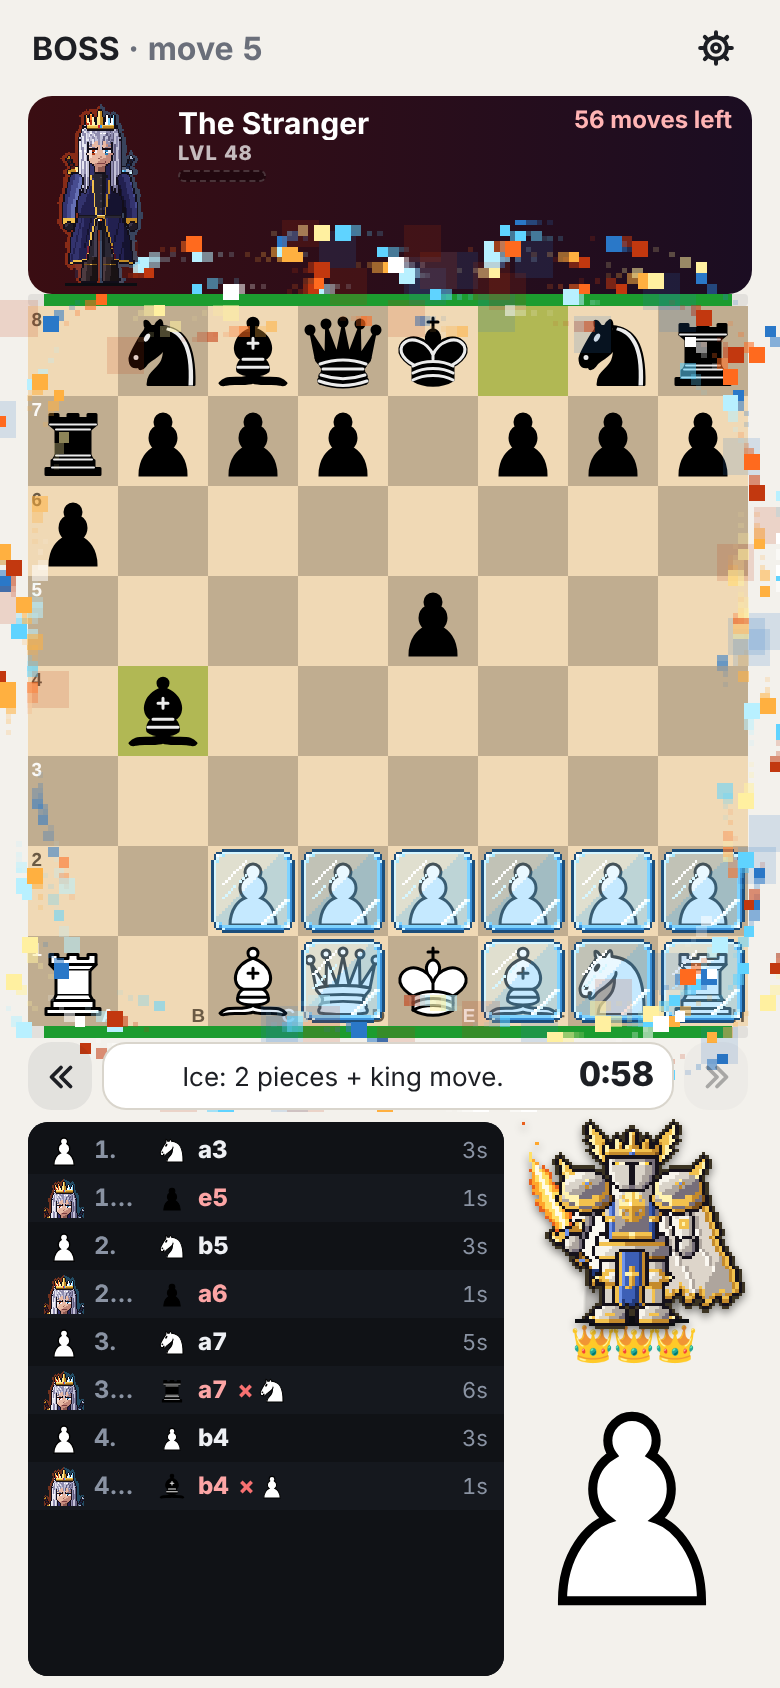 BOSS · move 5
The Stranger
56 moves left
LVL 48
8
7
6
5
4
3
2
1
B
E
Ice: 2 pieces + king move.
0:58
1. a3 3s
1... e5 1s
2. b5 3s
2... a6 1s
3. a7 5s
3... a7 × 6s
4. b4 3s
4... b4 × 1s